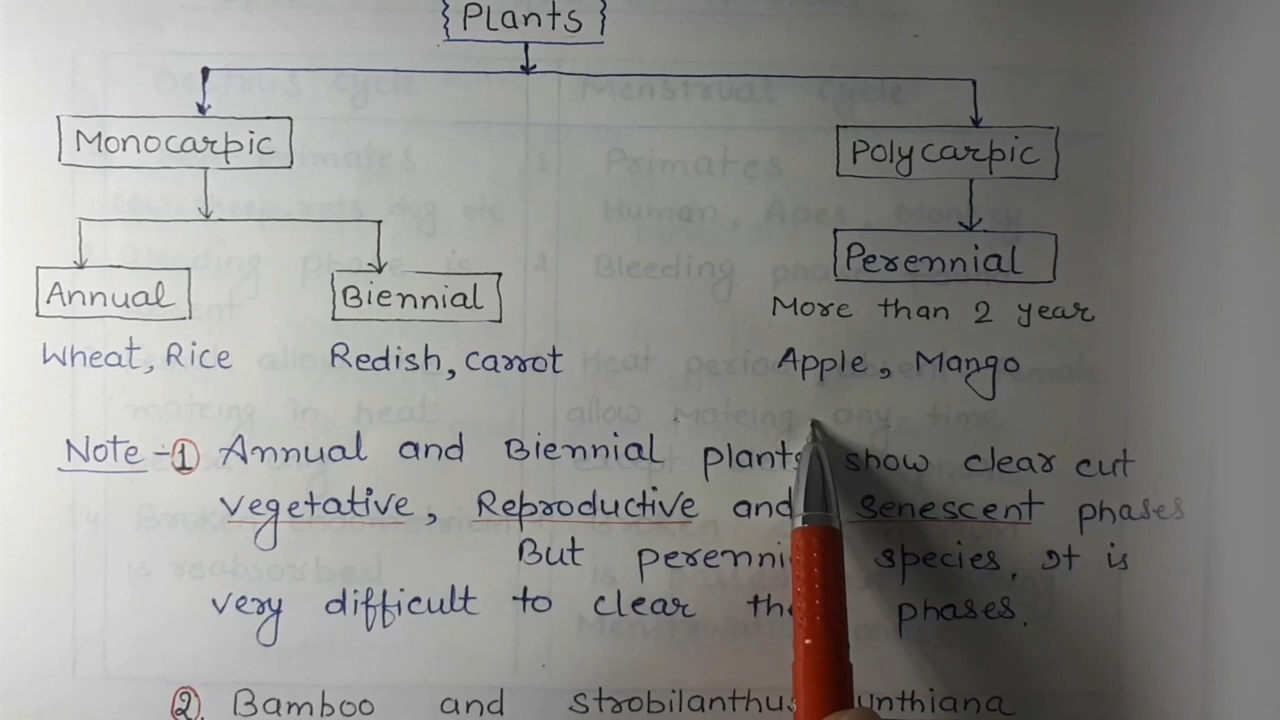 {Plants}
Monocarpic
Polycarpic
Annual
Biennial
Perennial
More than 2 year
Wheat, Rice
Redish, carrot
Apple, Mango
Note -① Annual and Biennial plants show clear cut
vegetative, Reproductive and senescent phases
But perenni species. It is
very difficult to clear the phases.
② Bamboo and strobilanthus unthiana